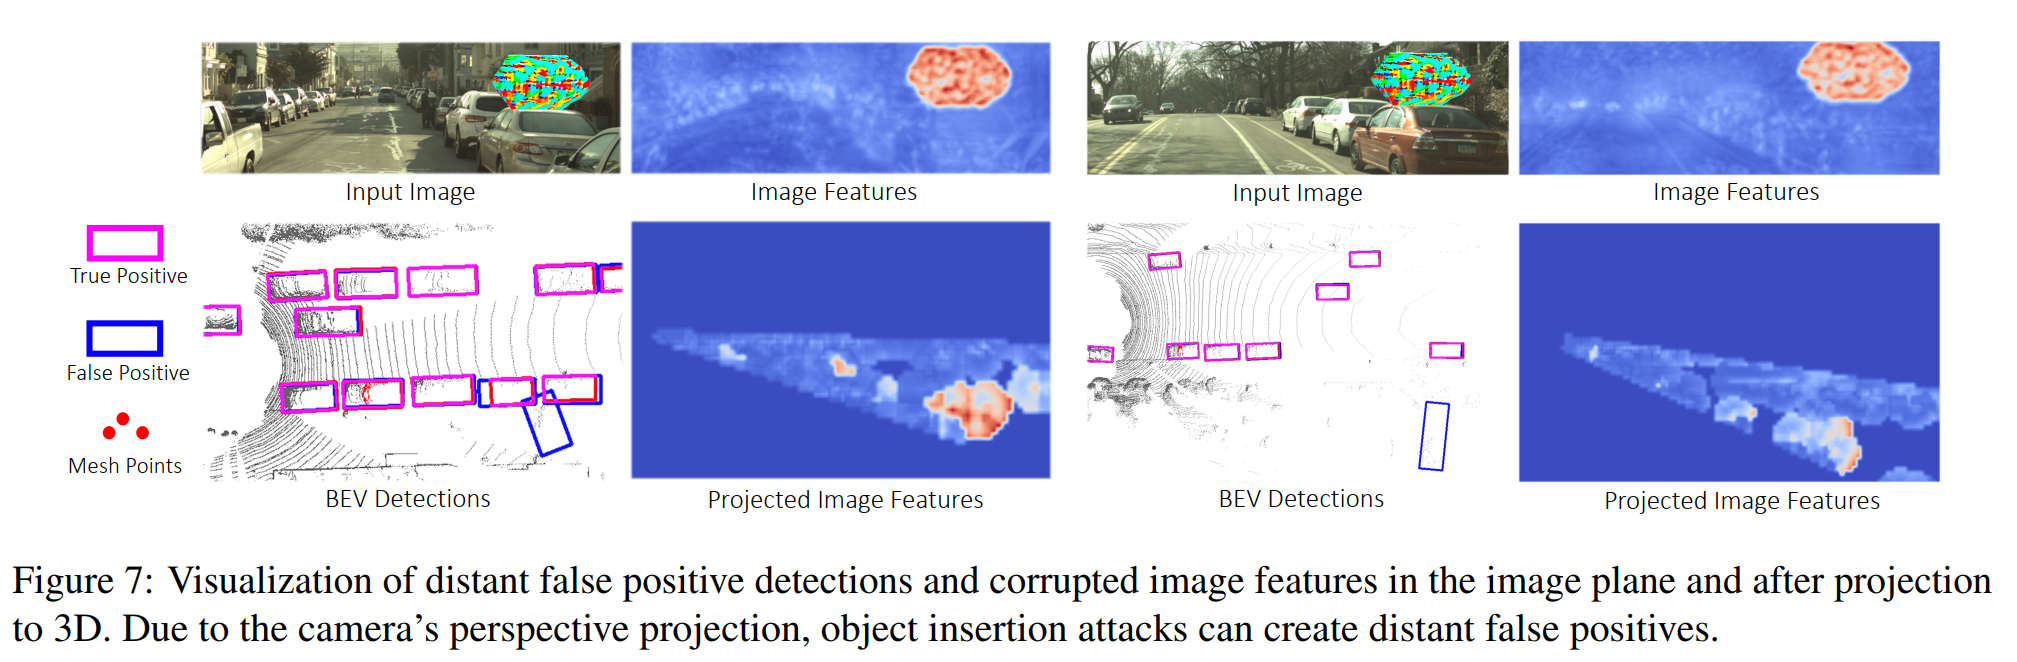 Input Image
Image Features
Input Image
Image Features
True Positive
False Positive
Mesh Points
BEV Detections
Projected Image Features
BEV Detections
Projected Image Features
Figure 7: Visualization of distant false positive detections and corrupted image features in the image plane and after projection
to 3D. Due to the camera's perspective projection, object insertion attacks can create distant false positives.